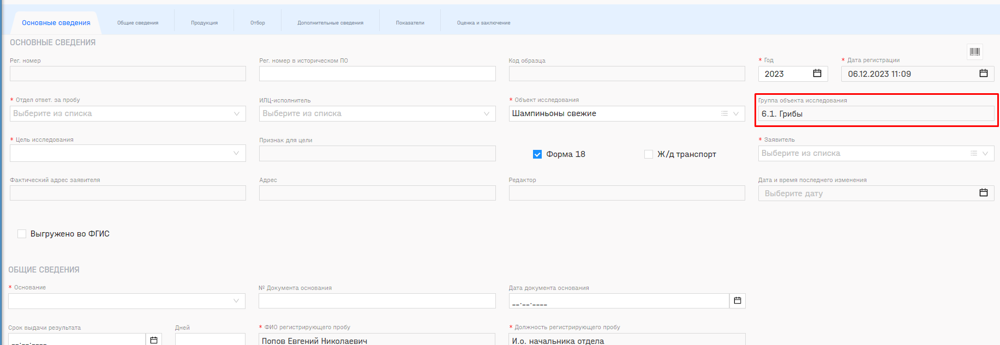 Основные сведения
Общие сведения
Продукция
Отбор
Дополнительные сведения
Показатели
Оценка и заключение
ОСНОВНЫЕ СВЕДЕНИЯ
Рег. номер
Рег. номер в историческом ПО
Код образца
* Год
* Дата регистрации
2023
06.12.2023 11:09
* Отдел ответ. за пробу
ИЛЦ-исполнитель
* Объект исследования
Группа объекта исследования
Выберите из списка
Выберите из списка
Шампиньоны свежие
6.1. Грибы
* Цель исследования
Признак для цели
Форма 18
Ж/д транспорт
* Заявитель
Выберите из списка
Фактический адрес заявителя
Адрес
Редактор
Дата и время последнего изменения
Выберите дату
Выгружено во ФГИС
ОБЩИЕ СВЕДЕНИЯ
* Основание
№ Документа основания
Дата документа основания
__.__.____
Срок выдачи результата
Дней
* ФИО регистрирующего пробу
* Должность регистрирующего пробу
__.__.____
Попов Евгений Николаевич
И.о. начальника отдела